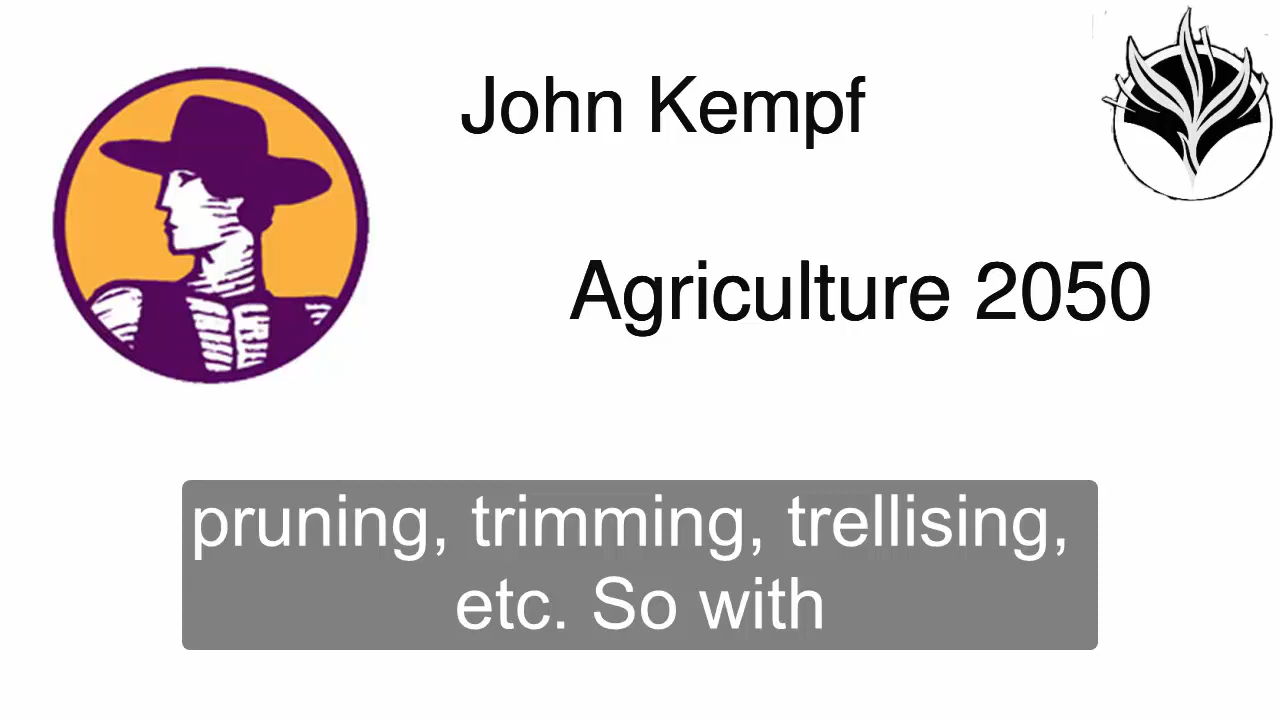 John Kempf
Agriculture 2050
pruning, trimming, trellising,
etc. So with